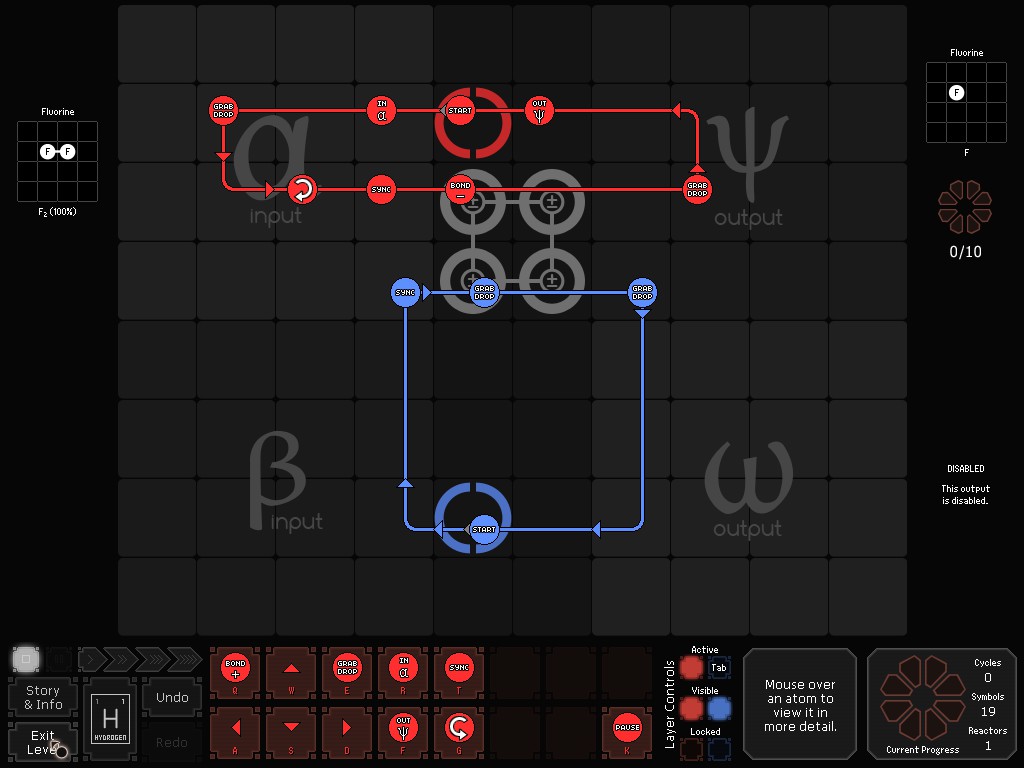 Fluorine
F F
F₂ (100%)
Fluorine
F
F
0/10
DISABLED
This output
is disabled.
GRAB
DROP
IN
α
START
OUT
Ψ
α
input
Ψ
output
SYNC
BOND
–
GRAB
DROP
±
±
±
±
SYNC
GRAB
DROP
GRAB
DROP
β
input
START
ω
output
Story
& Info
Exit
Level
1 1
H
HYDROGEN
Undo
Redo
BOND
+
Q
W
GRAB
DROP
E
IN
α
R
SYNC
T
A
S
D
OUT
Ψ
F
G
PAUSE
K
Layer Controls
Active
Tab
Visible
Locked
Mouse over
an atom to
view it in
more detail.
Cycles
0
Symbols
19
Reactors
1
Current Progress